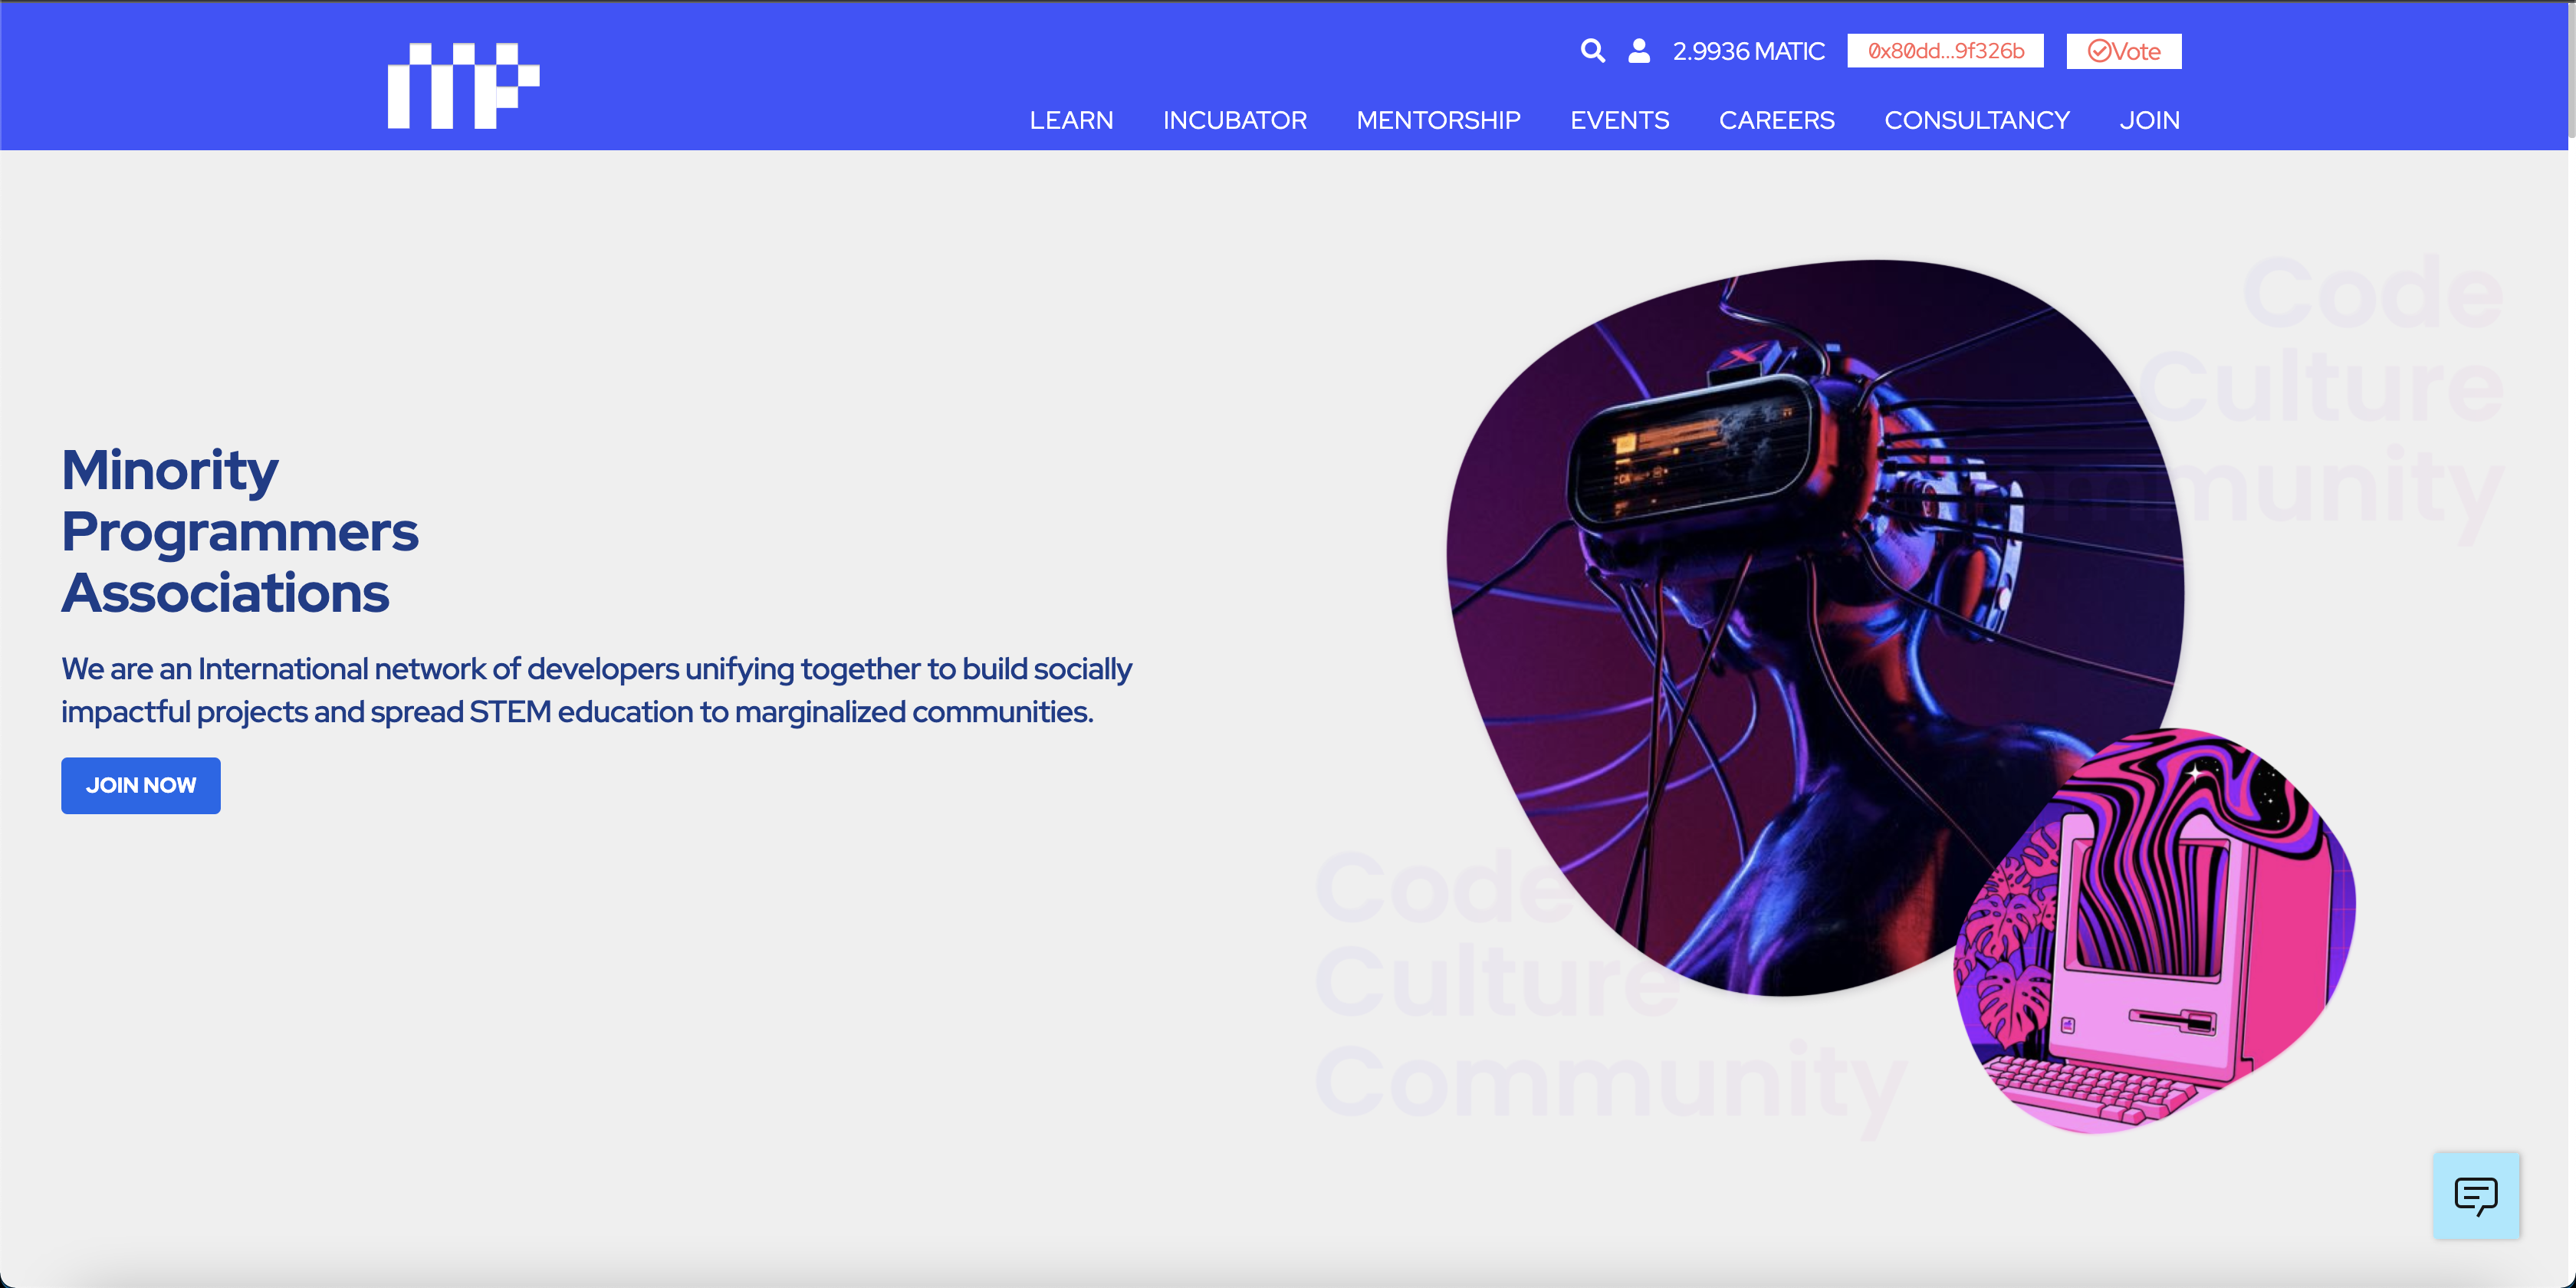 MP
2.9936 MATIC
0x80dd...9f326b
Vote
LEARN INCUBATOR MENTORSHIP EVENTS CAREERS CONSULTANCY JOIN
Code
Culture
mmunity
Minority
Programmers
Associations
We are an International network of developers unifying together to build socially
impactful projects and spread STEM education to marginalized communities.
JOIN NOW
Code
Culture
Community